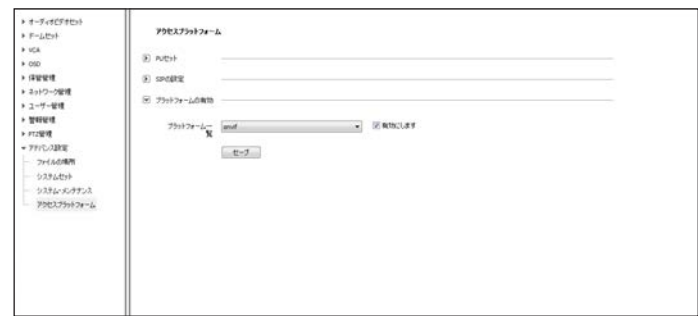 オーディオビデオセット
ドームセット
VCA
OSD
保管管理
ネットワーク管理
ユーザー管理
警報管理
PTZ管理
アドバンス設定
ファイルの場所
システムセット
システム・メンテナンス
アクセスプラットフォーム
アクセスプラットフォーム
PUセット
SIPの設定
プラットフォームの有効
プラットフォーム一
覧
onvif
有効にします
セーブ